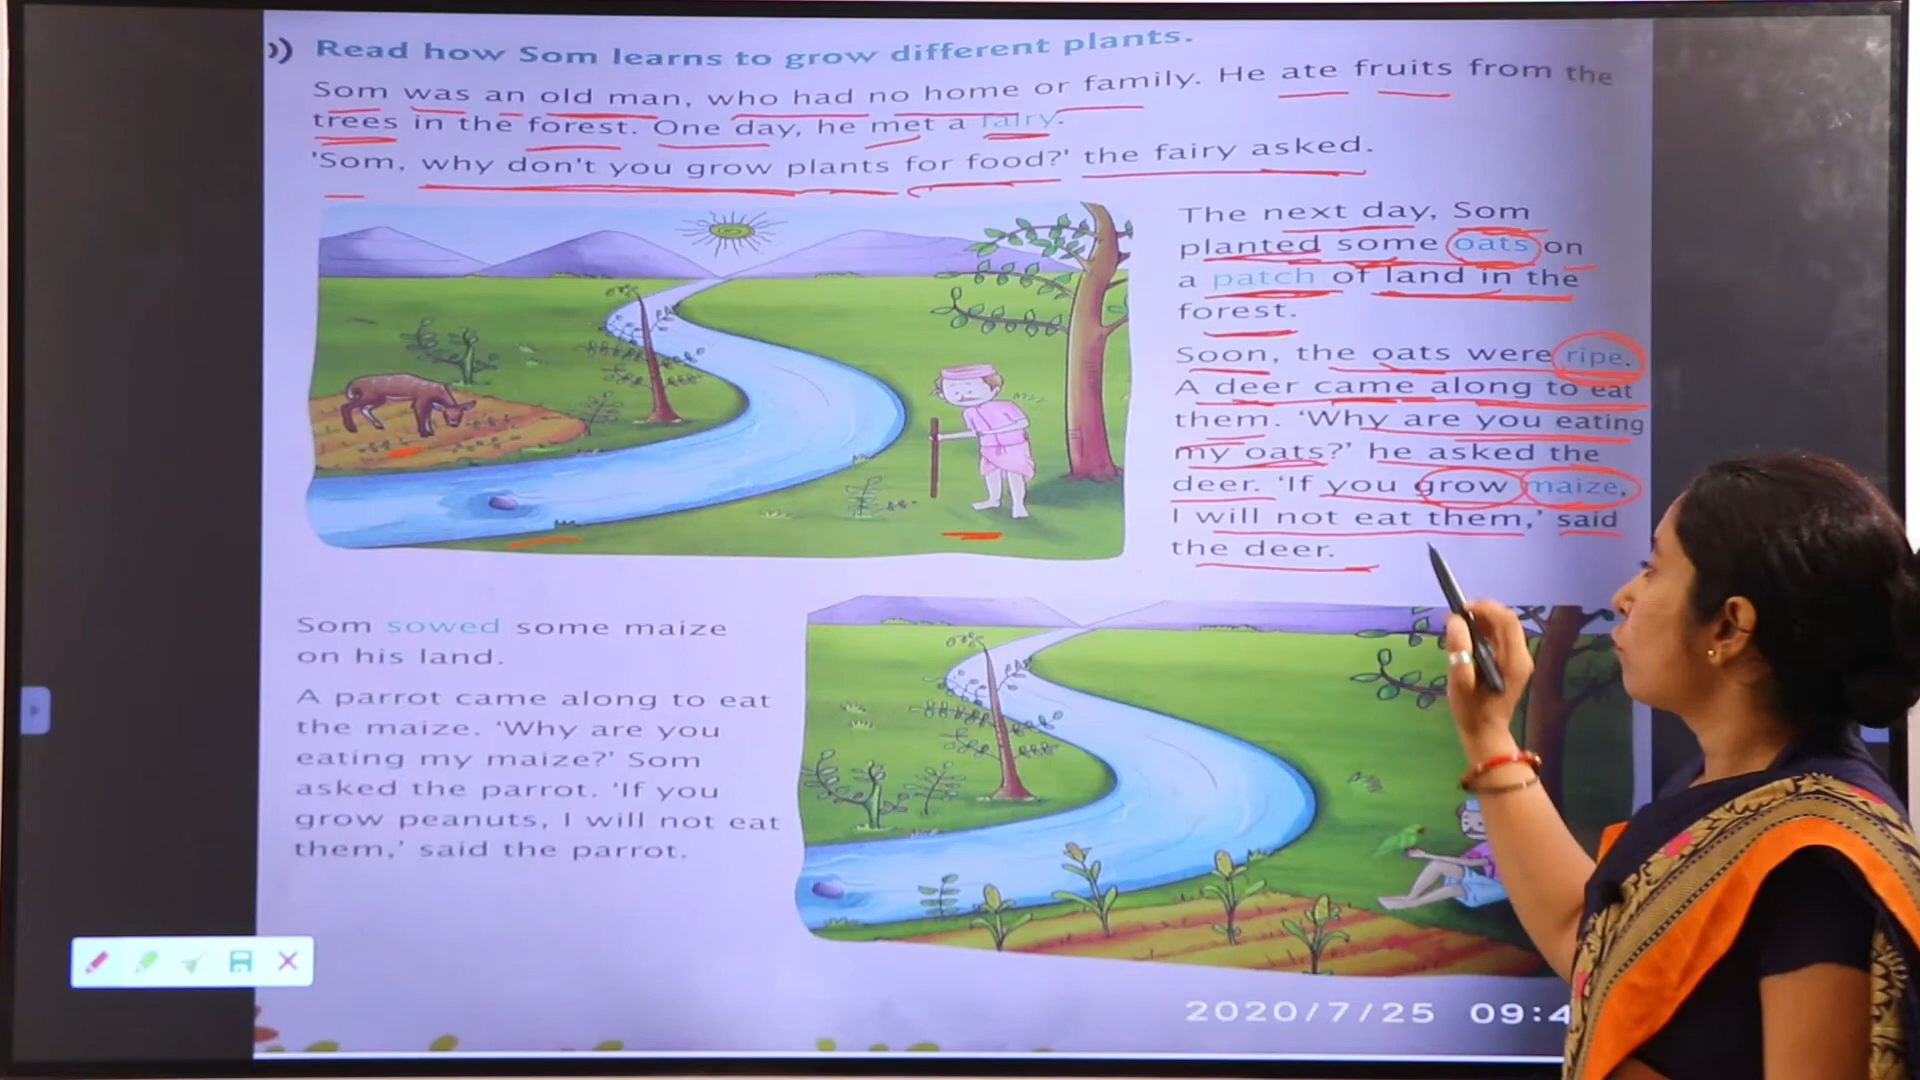 Read how Som learns to grow different plants.
Som was an old man, who had no home or family. He ate fruits from the
trees in the forest. One day, he met a fairy.
'Som, why don't you grow plants for food?' the fairy asked.
The next day, Som
planted some oats on
a patch of land in the
forest.
Soon, the oats were ripe.
A deer came along to eat
them. 'Why are you eating
my oats?' he asked the
deer. 'If you grow maize,
I will not eat them,' said
the deer.
Som sowed some maize
on his land.
A parrot came along to eat
the maize. 'Why are you
eating my maize?' Som
asked the parrot. 'If you
grow peanuts, I will not eat
them,' said the parrot.
2020/7/25 09:4